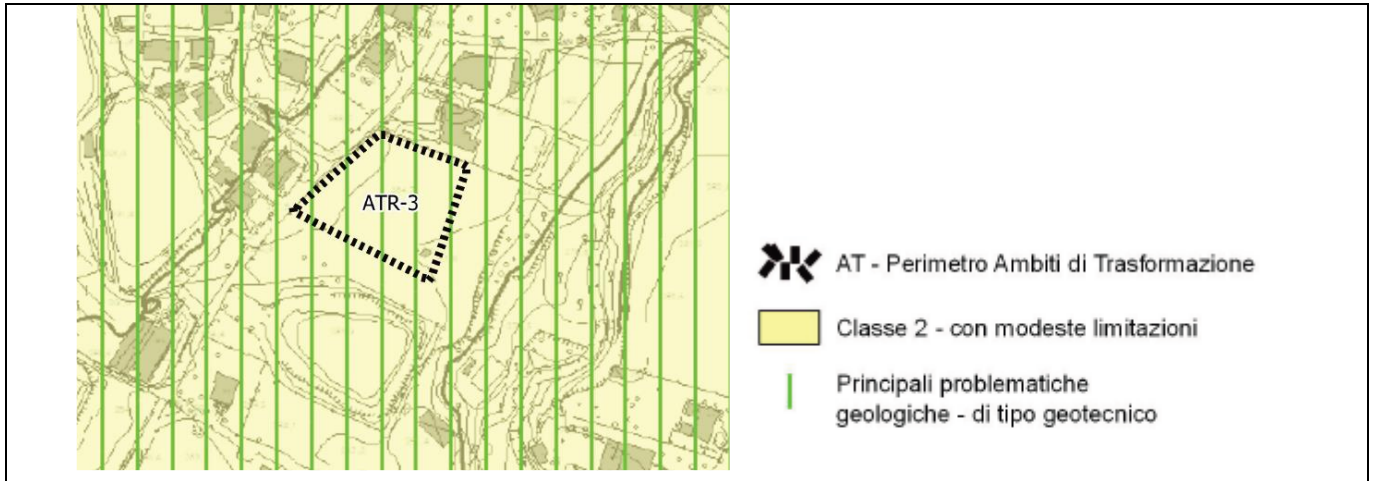 ATR-3
AT - Perimetro Ambiti di Trasformazione
Classe 2 - con modeste limitazioni
Principali problematiche
geologiche - di tipo geotecnico